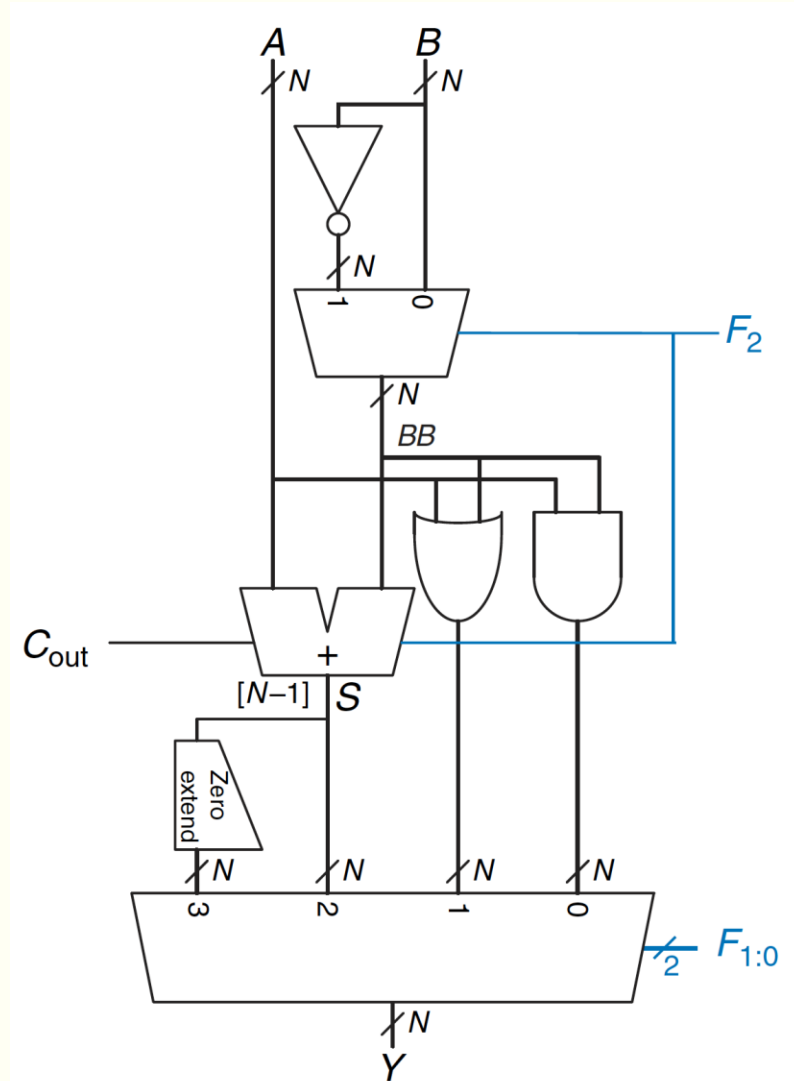 A B
N N
N
1 0
F2
N
BB
Cout
+
[N–1] S
Zero
extend
N N N N
3 2 1 0
F1:0
2
N
Y